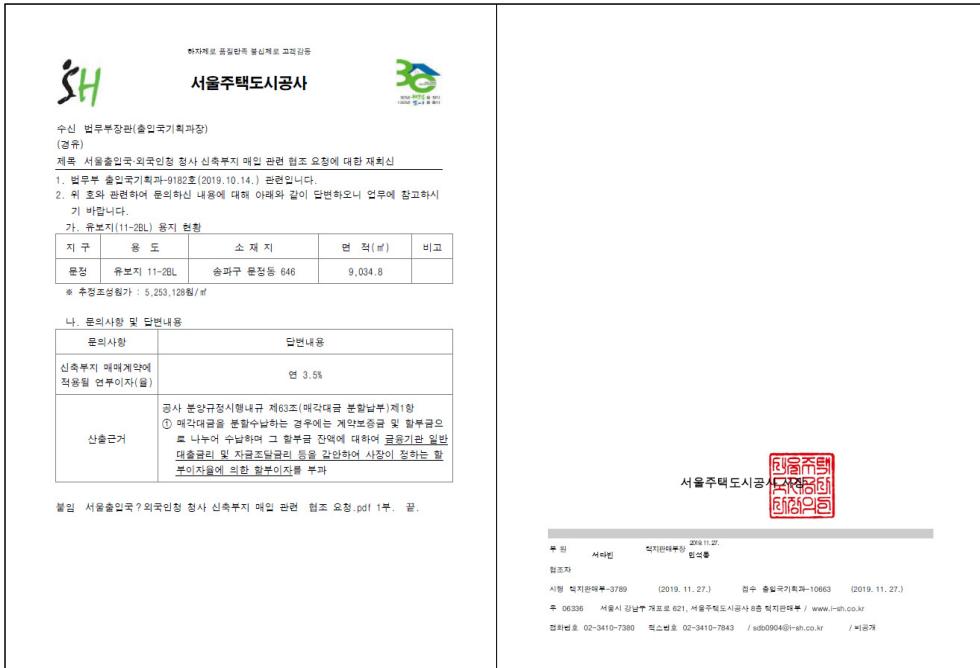 하자제로 품질만족 불신제로 고객감동
SH
서울주택도시공사
수신 법무부장관(출입국기획과장)
(경유)
제목 서울출입국·외국인청 청사 신축부지 매입 관련 협조 요청에 대한 재회신
1. 법무부 출입국기획과-9182호(2019.10.14.) 관련입니다.
2. 위 호와 관련하여 문의하신 내용에 대해 아래와 같이 답변하오니 업무에 참고하시
기 바랍니다.
가. 유보지(11-2BL) 용지 현황
지 구 용 도 소 재 지 면 적(㎡) 비고
문정 유보지 11-2BL 송파구 문정동 646 9,034.8
※ 추정조성원가 : 5,253,128원/㎡
나. 문의사항 및 답변내용
문의사항 답변내용
신축부지 매매계약에
적용될 연부이자(율)
연 3.5%
산출근거
공사 분양규정시행내규 제63조(매각대금 분할납부)제1항
① 매각대금을 분할수납하는 경우에는 계약보증금 및 할부금으
로 나누어 수납하며 그 할부금 잔액에 대하여 금융기관 일반
대출금리 및 자금조달금리 등을 감안하여 사장이 정하는 할
부이자율에 의한 할부이자를 부과
붙임 서울출입국?외국인청 청사 신축부지 매입 관련 협조 요청.pdf 1부. 끝.
서울주택도시공사 사장
부 원 서다빈 택지판매부장 2019.11.27. 민석홍
협조자
시행 택지판매부-3789 (2019. 11. 27.) 접수 출입국기획과-10663 (2019. 11. 27.)
우 06336 서울시 강남구 개포로 621, 서울주택도시공사 8층 택지판매부 / www.i-sh.co.kr
전화번호 02-3410-7380 팩스번호 02-3410-7843 / sdb0904@i-sh.co.kr / 비공개